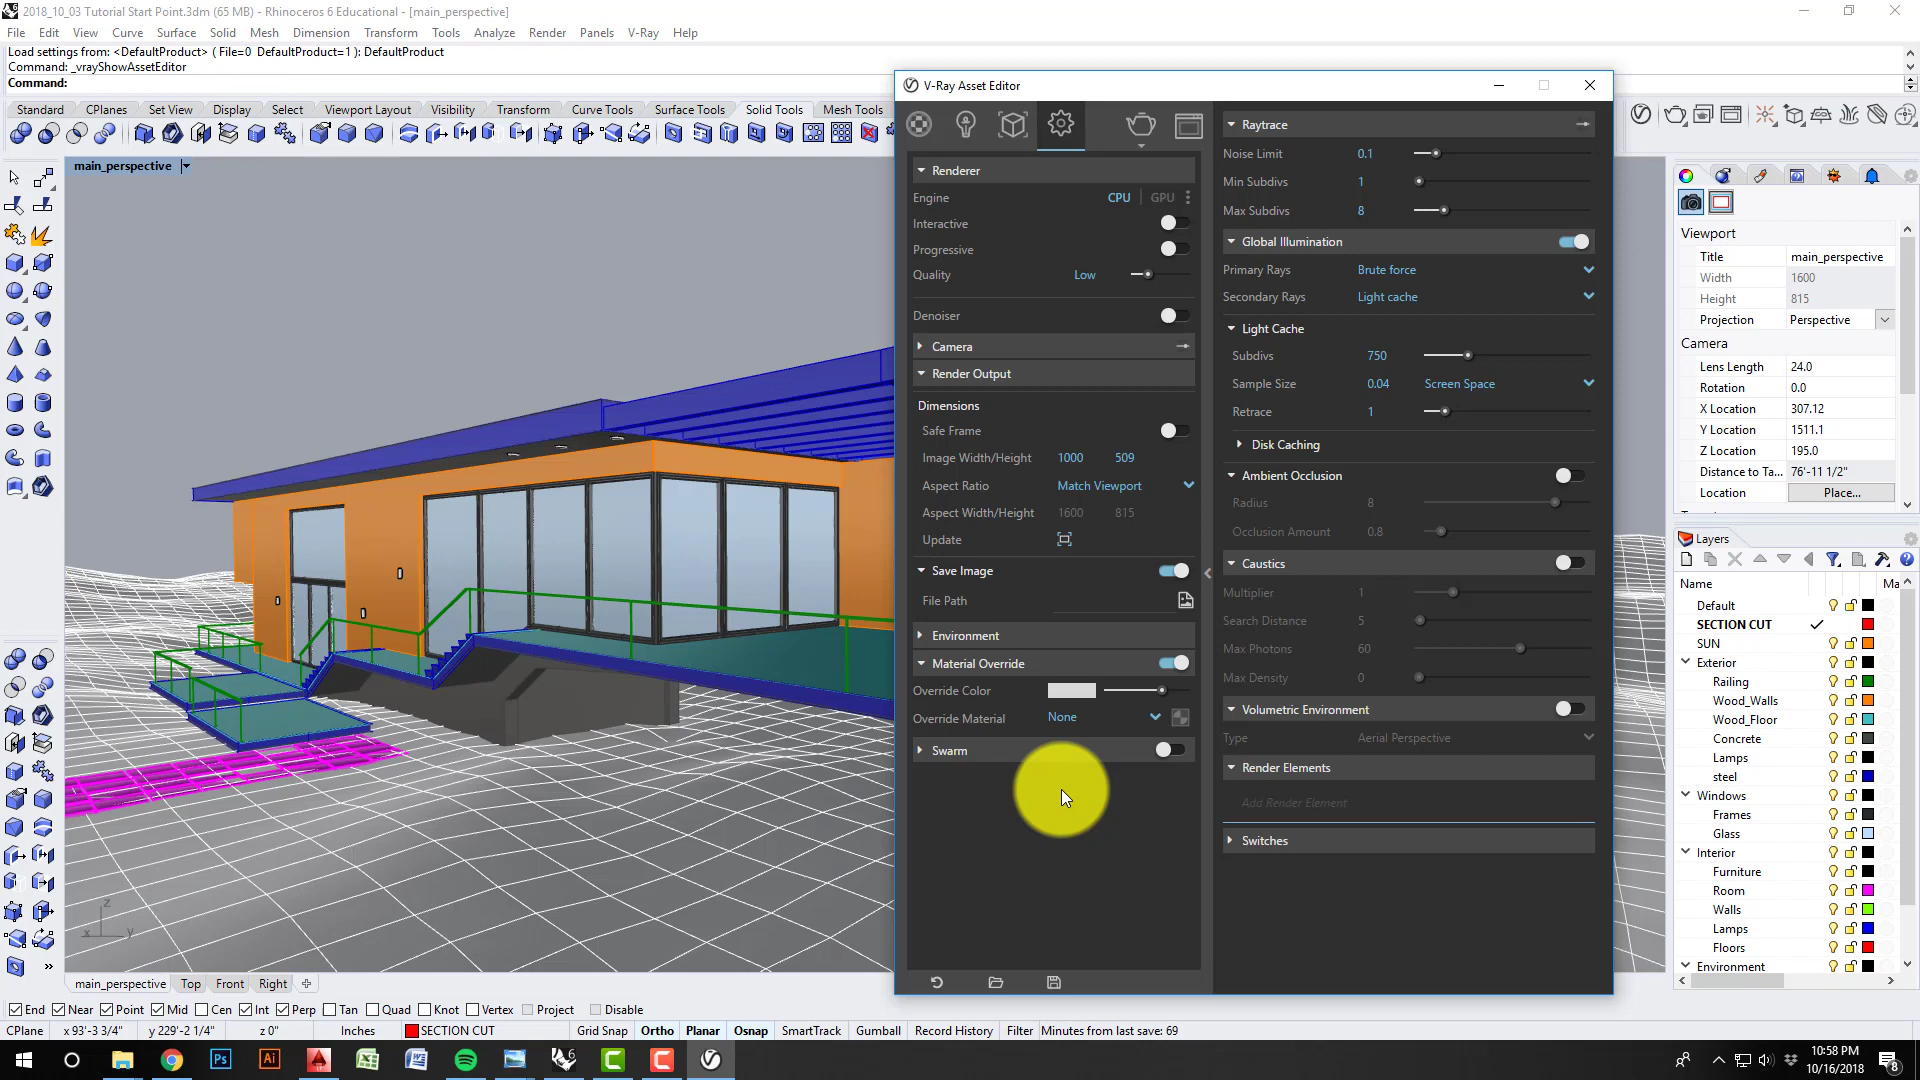 2018_10_03 Tutorial Start Point.3dm (65 MB) - Rhinoceros 6 Educational - [main_perspective]
File Edit View Curve Surface Solid Mesh Dimension Transform Tools Analyze Render Panels V-Ray Help
Load settings from: <DefaultProduct> ( File=0 DefaultProduct=1 ): DefaultProduct
Command: _vrayShowAssetEditor
Command:
Standard CPlanes Set View Display Select Viewport Layout Visibility Transform Curve Tools Surface Tools Solid Tools Mesh Tools
main_perspective
V-Ray Asset Editor
Renderer
Engine CPU GPU
Interactive
Progressive
Quality Low
Denoiser
Camera
Render Output
Dimensions
Safe Frame
Image Width/Height 1000 509
Aspect Ratio Match Viewport
Aspect Width/Height 1600 815
Update
Save Image
File Path
Environment
Material Override
Override Color
Override Material None
Swarm
Raytrace
Noise Limit 0.1
Min Subdivs 1
Max Subdivs 8
Global Illumination
Primary Rays Brute force
Secondary Rays Light cache
Light Cache
Subdivs 750
Sample Size 0.04 Screen Space
Retrace 1
Disk Caching
Ambient Occlusion
Radius 8
Occlusion Amount 0.8
Caustics
Multiplier 1
Search Distance 5
Max Photons 60
Max Density 0
Volumetric Environment
Type Aerial Perspective
Render Elements
Add Render Element
Switches
Viewport
Title main_perspective
Width 1600
Height 815
Projection Perspective
Camera
Lens Length 24.0
Rotation 0.0
X Location 307.12
Y Location 1511.1
Z Location 195.0
Distance to Ta... 76'-11 1/2"
Location Place...
Layers
Name Ma
Default
SECTION CUT
SUN
Exterior
Railing
Wood_Walls
Wood_Floor
Concrete
Lamps
steel
Windows
Frames
Glass
Interior
Furniture
Room
Walls
Lamps
Floors
Environment
z
x y
main_perspective Top Front Right
End Near Point Mid Cen Int Perp Tan Quad Knot Vertex Project Disable
CPlane x 93'-3 3/4" y 229'-2 1/4" z 0" Inches SECTION CUT Grid Snap Ortho Planar Osnap SmartTrack Gumball Record History Filter Minutes from last save: 69
Ps Ai 6 C C
10:58 PM
10/16/2018
8